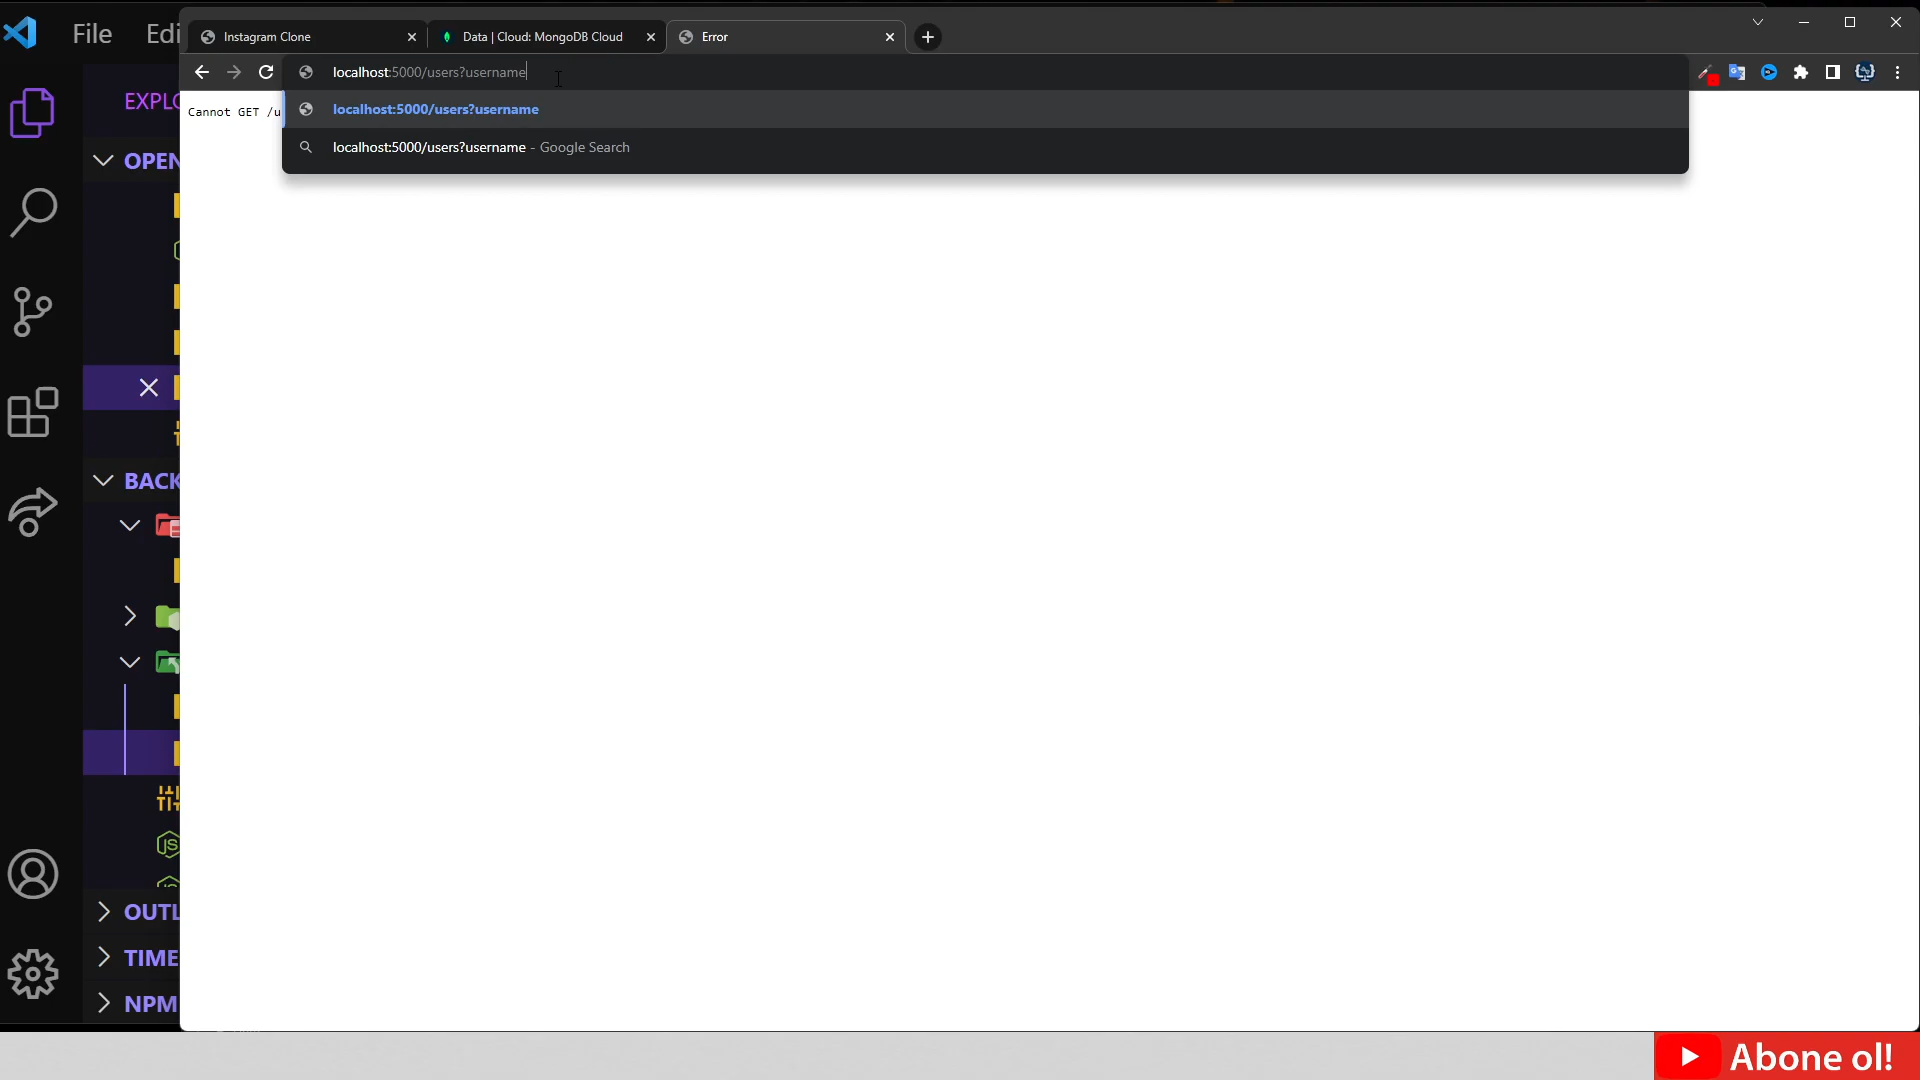 File Edi
Instagram Clone
Data | Cloud: MongoDB Cloud
Error
localhost:5000/users?username
localhost:5000/users?username
localhost:5000/users?username - Google Search
Cannot GET /u
EXPLO
OPEN
BACK
OUTL
TIME
NPM
Abone ol!